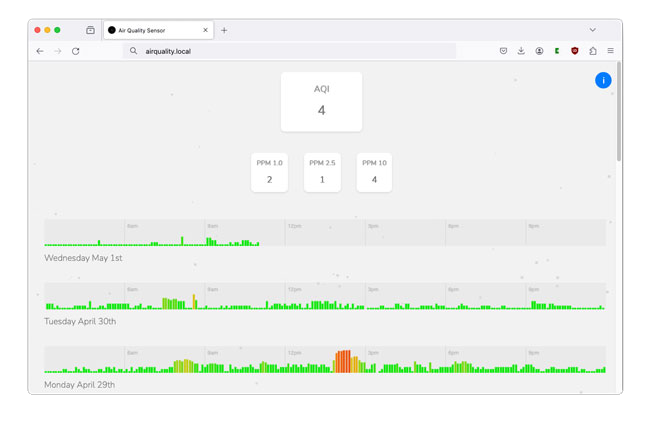 Air Quality Sensor
airquality.local
i
AQI
4
PPM 1.0 PPM 2.5 PPM 10
2 1 4
6am 9am 12pm 3pm 6pm 9pm
Wednesday May 1st
6am 9am 12pm 3pm 6pm 9pm
Tuesday April 30th
6am 9am 12pm 3pm 6pm 9pm
Monday April 29th